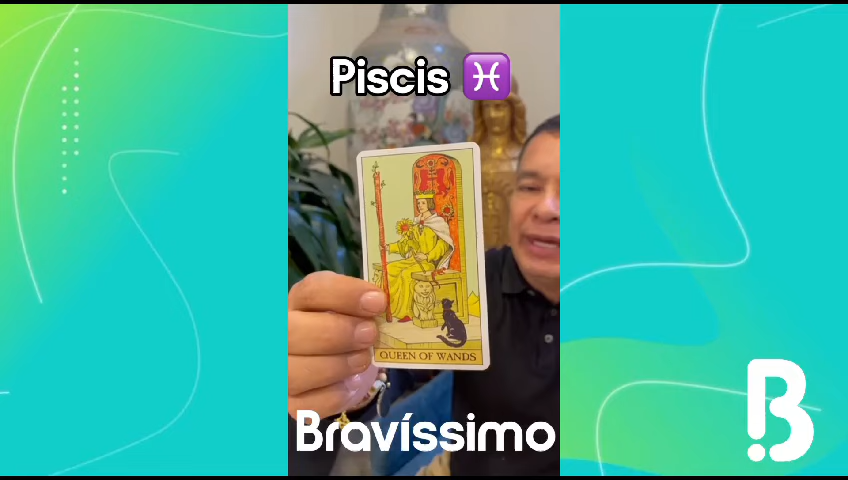 Piscis ♓
QUEEN OF WANDS
Bravíssimo
B